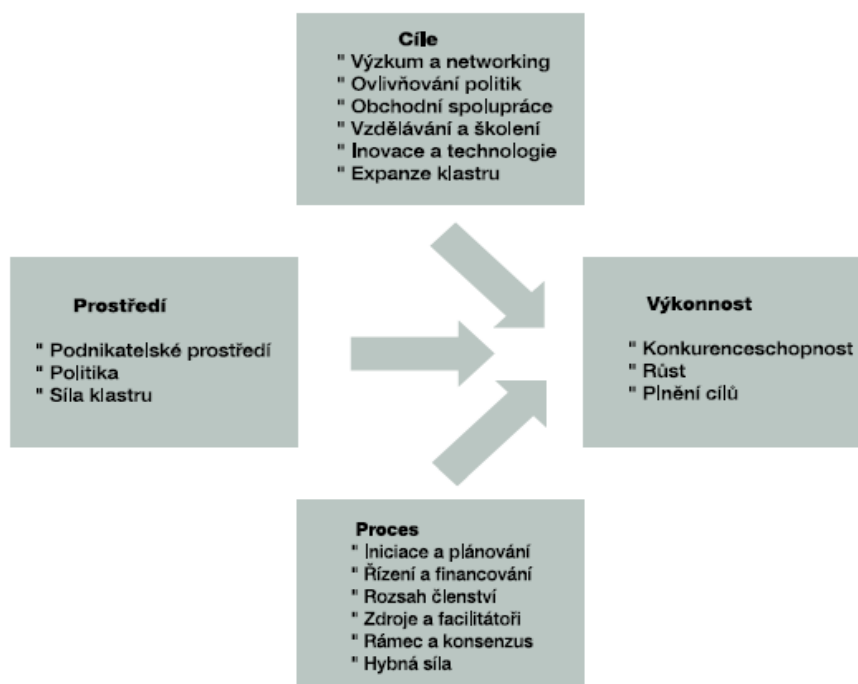 Cíle
" Výzkum a networking
" Ovlivňování politik
" Obchodní spolupráce
" Vzdělávání a školení
" Inovace a technologie
" Expanze klastru
Prostředí
" Podnikatelské prostředí
" Politika
" Síla klastru
Výkonnost
" Konkurenceschopnost
" Růst
" Plnění cílů
Proces
" Iniciace a plánování
" Řízení a financování
" Rozsah členství
" Zdroje a facilitátoři
" Rámec a konsenzus
" Hybná síla